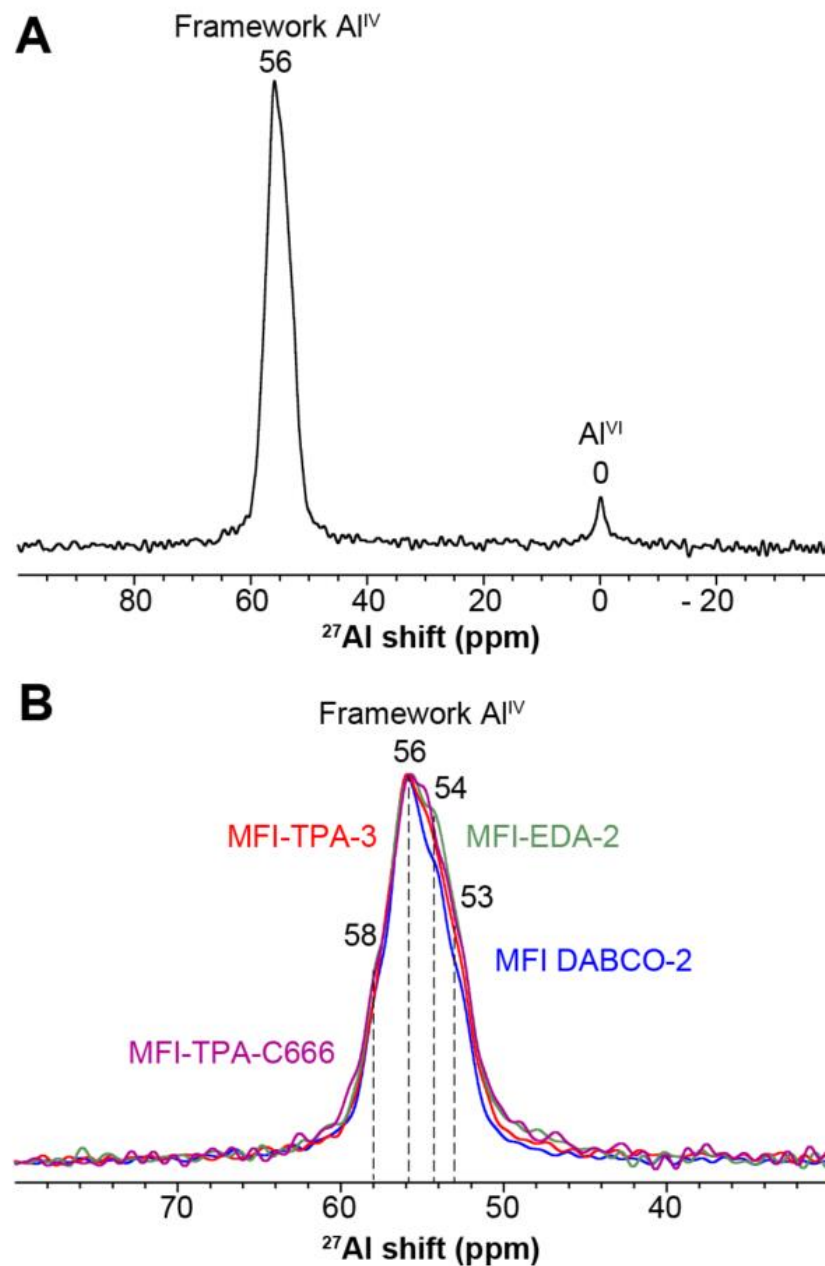 A
Framework Al^IV
56
Al^VI
0
80 60 40 20 0 - 20
²⁷Al shift (ppm)
B
Framework Al^IV
56
54
MFI-TPA-3
MFI-EDA-2
53
58
MFI DABCO-2
MFI-TPA-C666
70 60 50 40
²⁷Al shift (ppm)